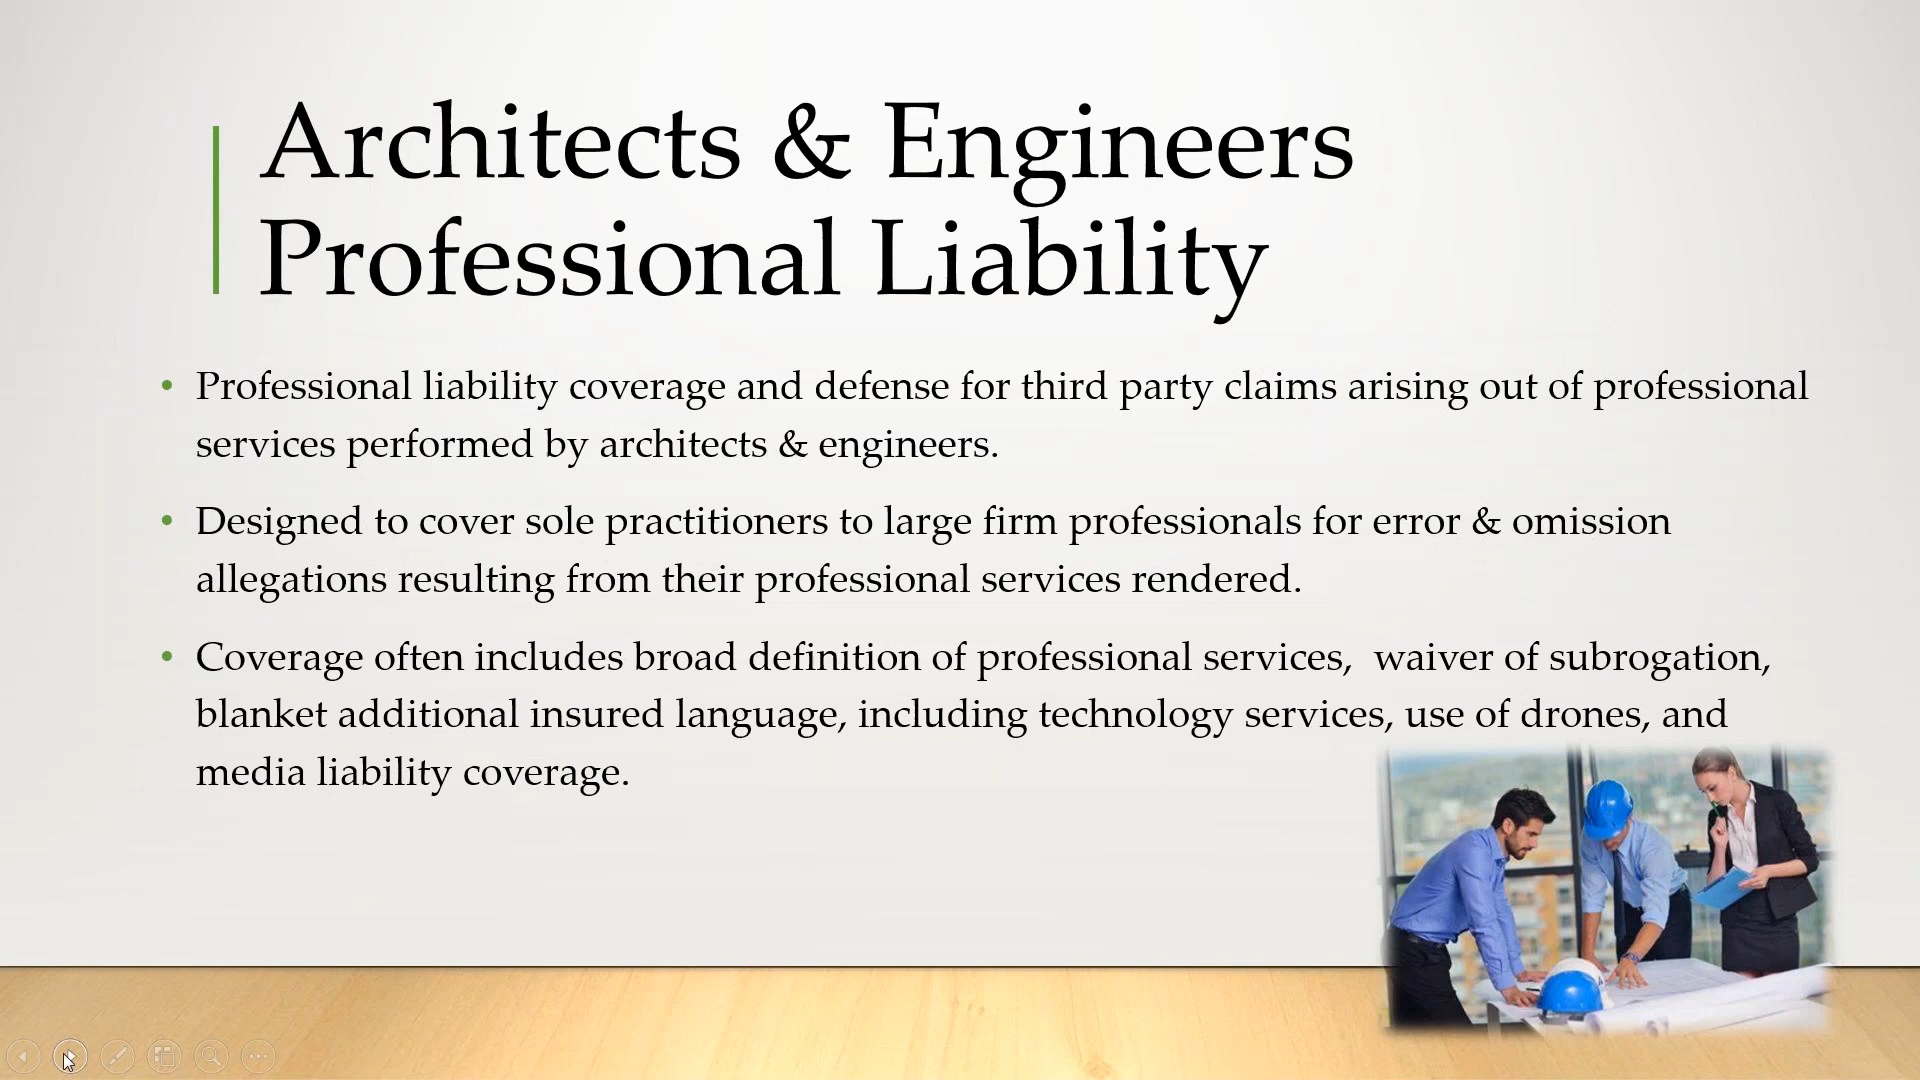 Architects & Engineers
Professional Liability
• Professional liability coverage and defense for third party claims arising out of professional
services performed by architects & engineers.
• Designed to cover sole practitioners to large firm professionals for error & omission
allegations resulting from their professional services rendered.
• Coverage often includes broad definition of professional services,  waiver of subrogation,
blanket additional insured language, including technology services, use of drones, and
media liability coverage.